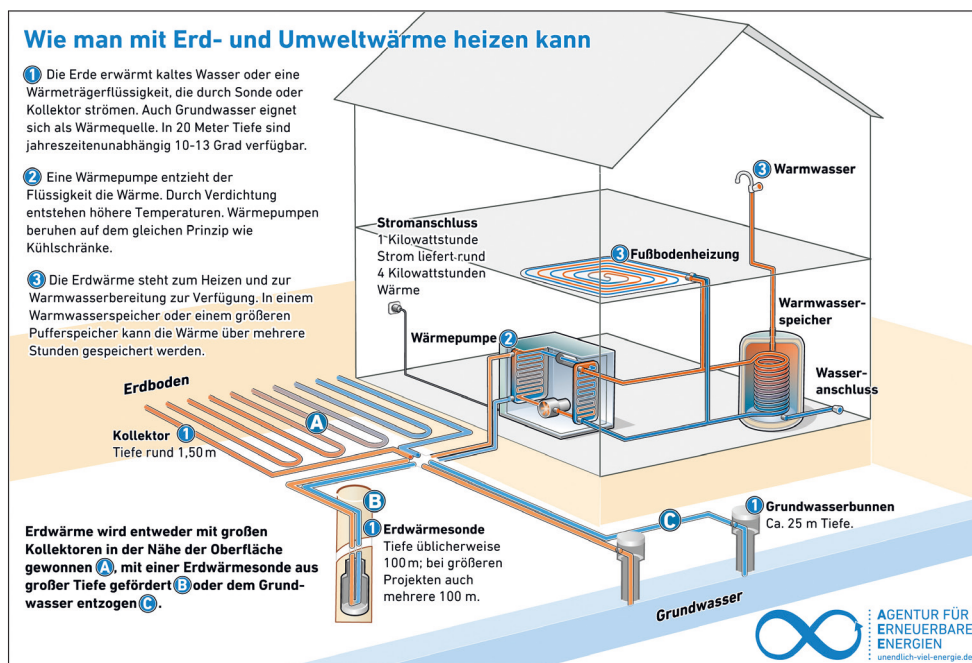 Wie man mit Erd- und Umweltwärme heizen kann
1 Die Erde erwärmt kaltes Wasser oder eine
Wärmeträgerflüssigkeit, die durch Sonde oder
Kollektor strömen. Auch Grundwasser eignet
sich als Wärmequelle. In 20 Meter Tiefe sind
jahreszeitenunabhängig 10-13 Grad verfügbar.
2 Eine Wärmepumpe entzieht der
Flüssigkeit die Wärme. Durch Verdichtung
entstehen höhere Temperaturen. Wärmepumpen
beruhen auf dem gleichen Prinzip wie
Kühlschränke.
3 Die Erdwärme steht zum Heizen und zur
Warmwasserbereitung zur Verfügung. In einem
Warmwasserspeicher oder einem größeren
Pufferspeicher kann die Wärme über mehrere
Stunden gespeichert werden.
3 Warmwasser
Stromanschluss
1 Kilowattstunde
Strom liefert rund
4 Kilowattstunden
Wärme
3 Fußbodenheizung
Warmwasser-
speicher
Wärmepumpe 2
Wasser-
anschluss
Erdboden
A
Kollektor 1
Tiefe rund 1,50 m
B
1 Erdwärmesonde
Tiefe üblicherweise
100 m; bei größeren
Projekten auch
mehrere 100 m.
C
1 Grundwasserbunnen
Ca. 25 m Tiefe.
Grundwasser
Erdwärme wird entweder mit großen
Kollektoren in der Nähe der Oberfläche
gewonnen A, mit einer Erdwärmesonde aus
großer Tiefe gefördert B oder dem Grund-
wasser entzogen C.
AGENTUR FÜR
ERNEUERBARE
ENERGIEN
unendlich-viel-energie.de